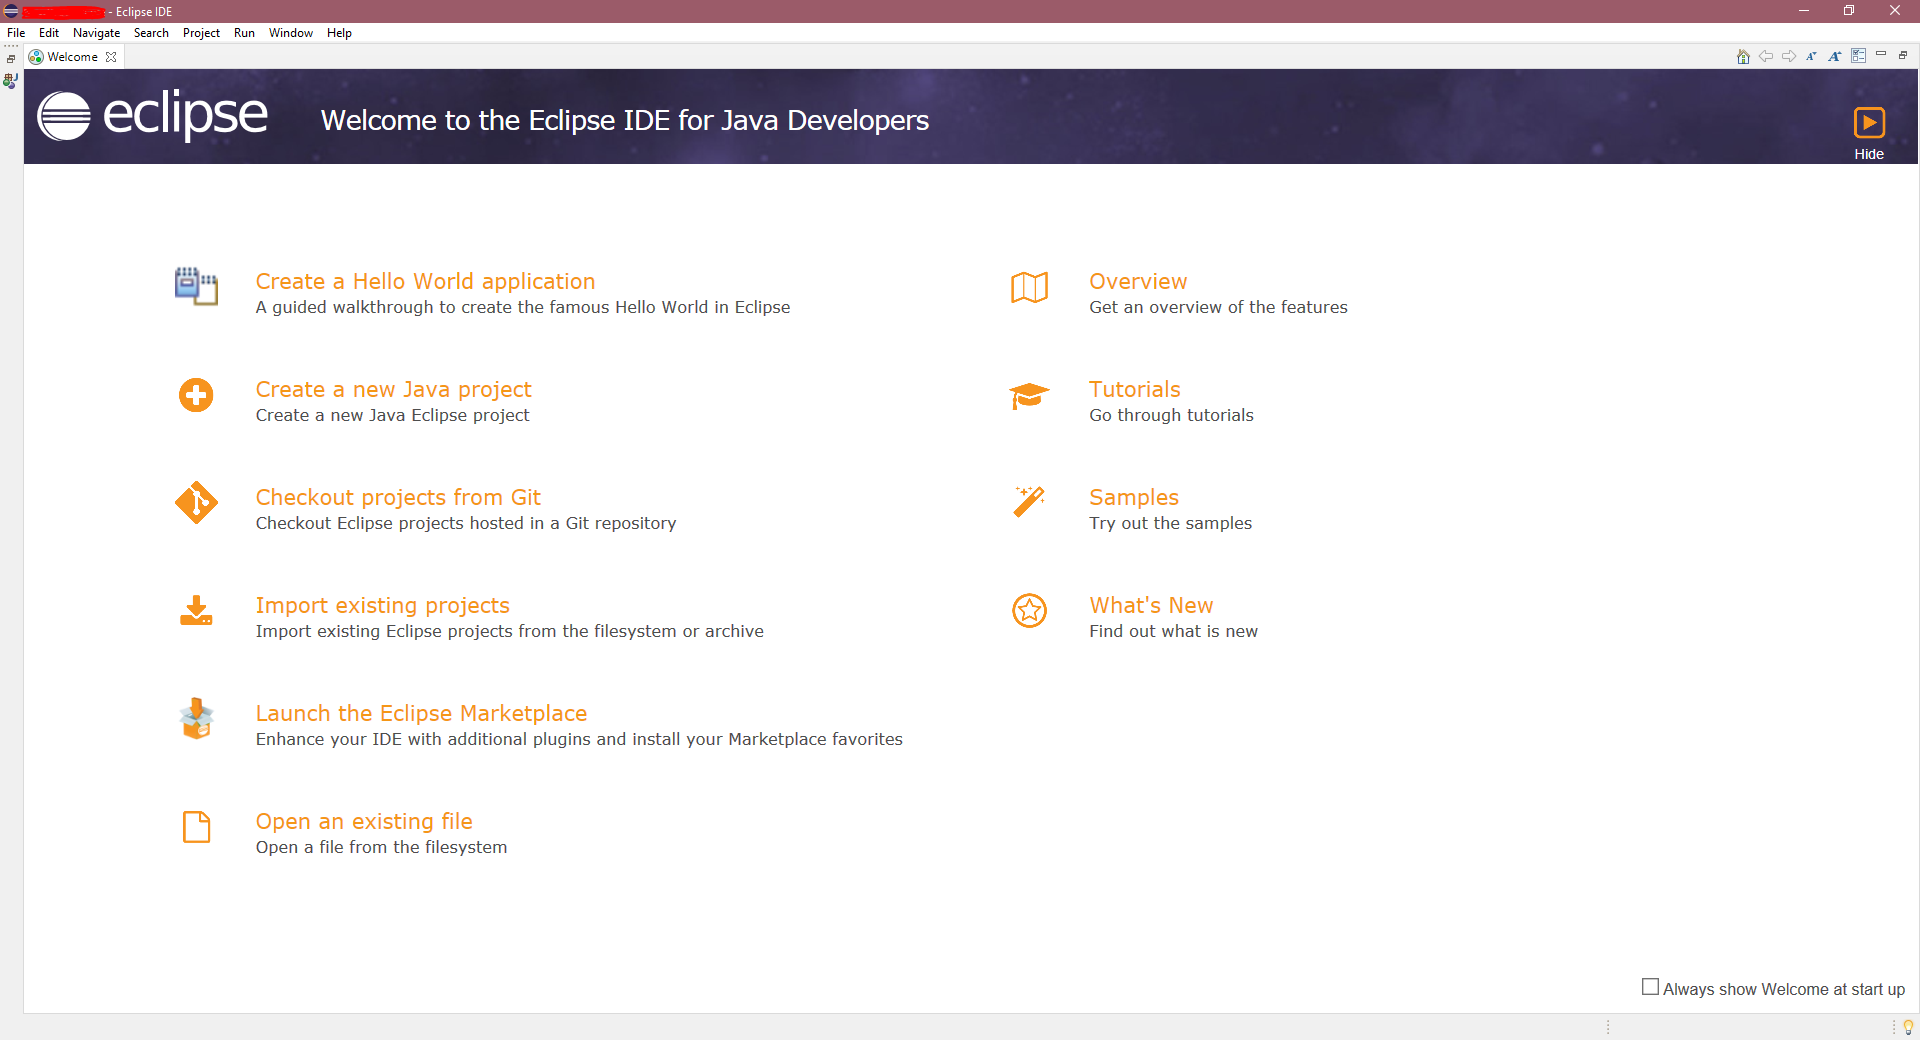 - Eclipse IDE
File Edit Navigate Search Project Run Window Help
Welcome
eclipse
Welcome to the Eclipse IDE for Java Developers
Hide
Create a Hello World application
A guided walkthrough to create the famous Hello World in Eclipse
Create a new Java project
Create a new Java Eclipse project
Checkout projects from Git
Checkout Eclipse projects hosted in a Git repository
Import existing projects
Import existing Eclipse projects from the filesystem or archive
Launch the Eclipse Marketplace
Enhance your IDE with additional plugins and install your Marketplace favorites
Open an existing file
Open a file from the filesystem
Overview
Get an overview of the features
Tutorials
Go through tutorials
Samples
Try out the samples
What's New
Find out what is new
Always show Welcome at start up